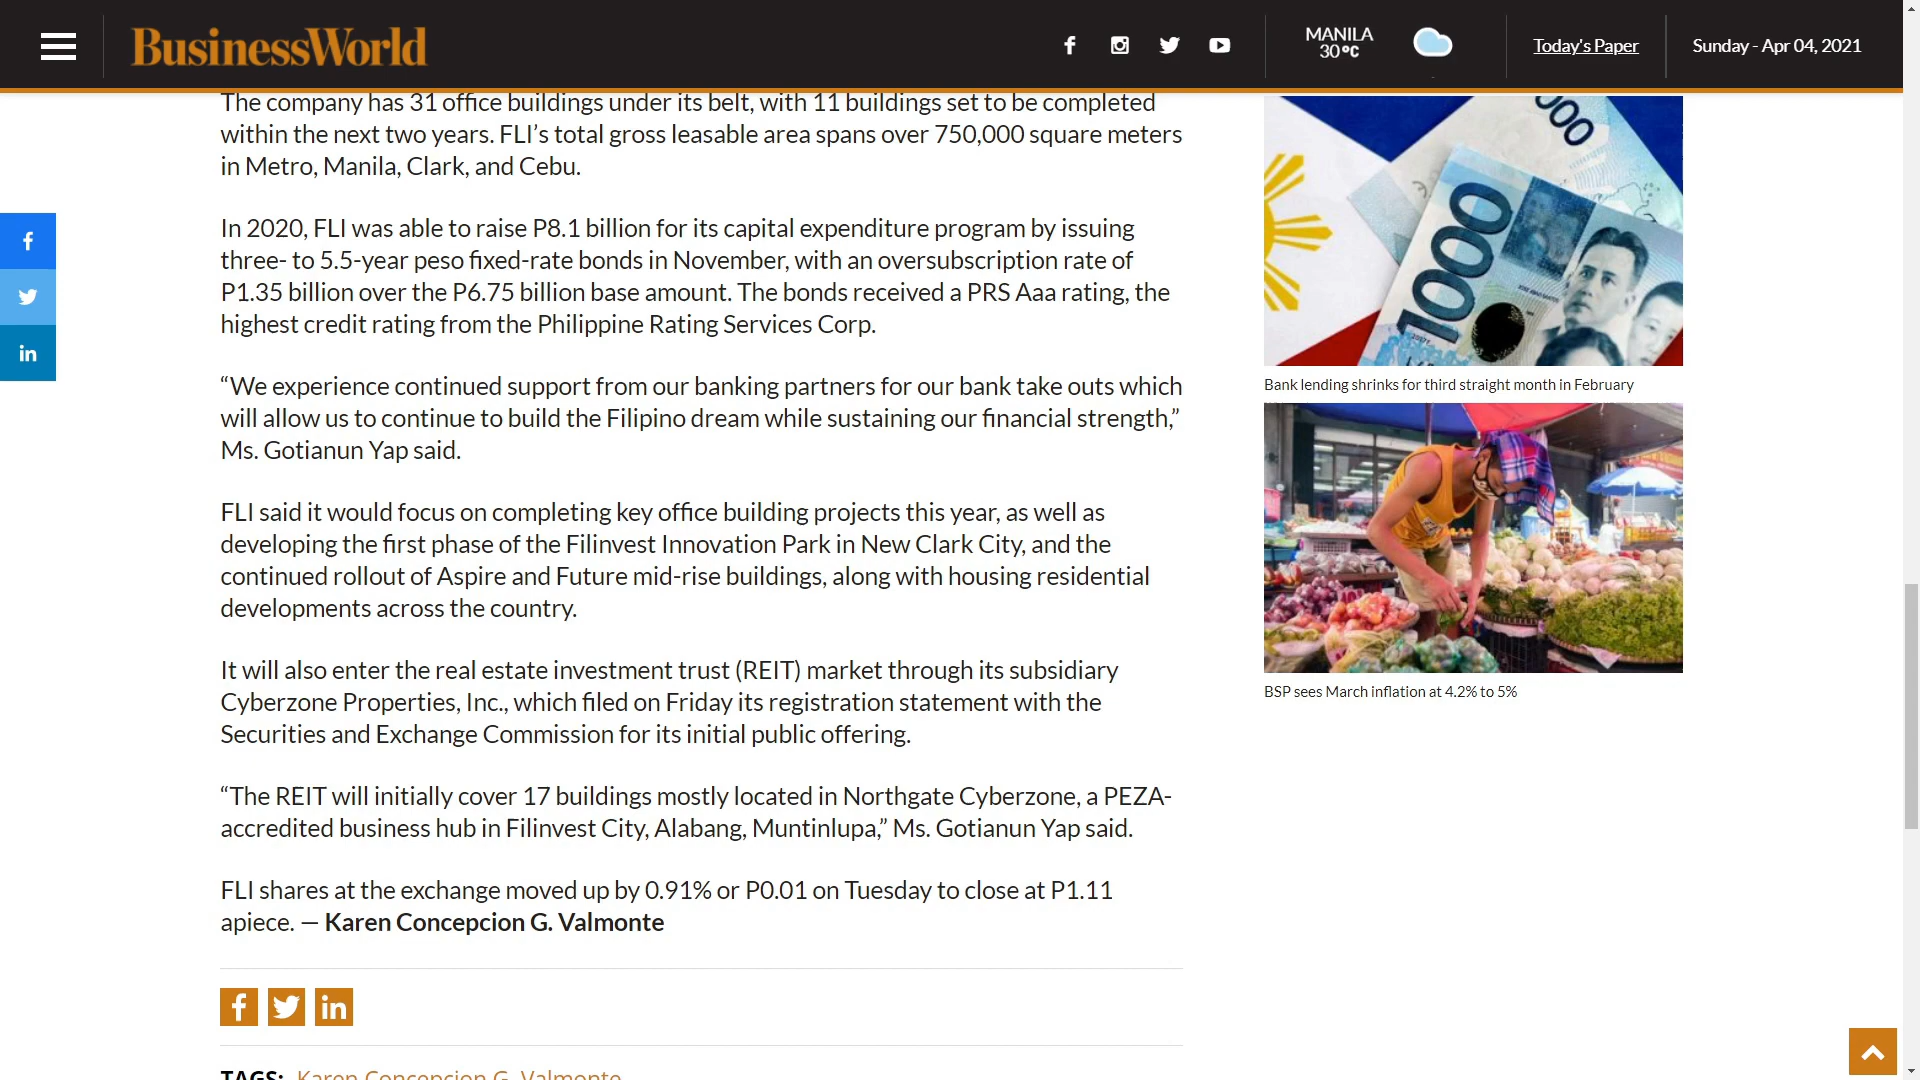 BusinessWorld
MANILA
30°C
Today's Paper
Sunday - Apr 04, 2021
The company has 31 office buildings under its belt, with 11 buildings set to be completed
within the next two years. FLI’s total gross leasable area spans over 750,000 square meters
in Metro, Manila, Clark, and Cebu.
In 2020, FLI was able to raise P8.1 billion for its capital expenditure program by issuing
three- to 5.5-year peso fixed-rate bonds in November, with an oversubscription rate of
P1.35 billion over the P6.75 billion base amount. The bonds received a PRS Aaa rating, the
highest credit rating from the Philippine Rating Services Corp.
“We experience continued support from our banking partners for our bank take outs which
will allow us to continue to build the Filipino dream while sustaining our financial strength,”
Ms. Gotianun Yap said.
FLI said it would focus on completing key office building projects this year, as well as
developing the first phase of the Filinvest Innovation Park in New Clark City, and the
continued rollout of Aspire and Future mid-rise buildings, along with housing residential
developments across the country.
It will also enter the real estate investment trust (REIT) market through its subsidiary
Cyberzone Properties, Inc., which filed on Friday its registration statement with the
Securities and Exchange Commission for its initial public offering.
“The REIT will initially cover 17 buildings mostly located in Northgate Cyberzone, a PEZA-
accredited business hub in Filinvest City, Alabang, Muntinlupa,” Ms. Gotianun Yap said.
FLI shares at the exchange moved up by 0.91% or P0.01 on Tuesday to close at P1.11
apiece. — Karen Concepcion G. Valmonte
TAGS: Karen Concepcion G. Valmonte
1000
Bank lending shrinks for third straight month in February
BSP sees March inflation at 4.2% to 5%